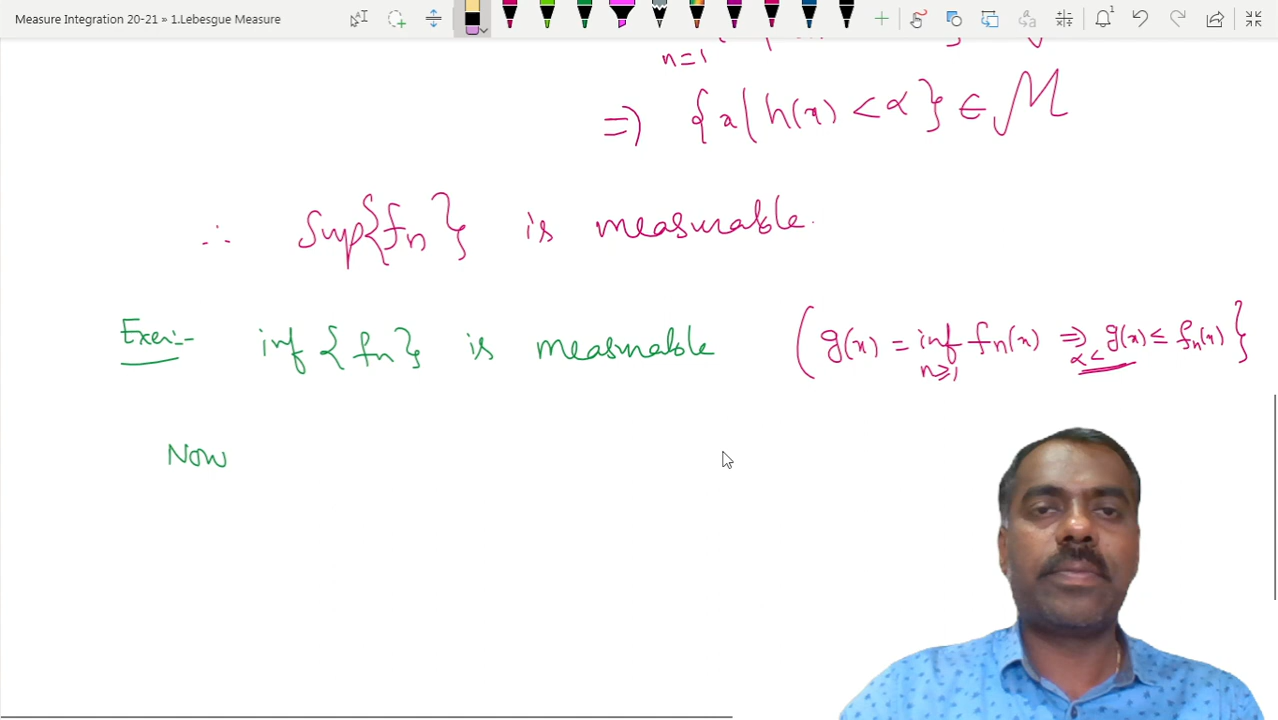 Measure Integration 20-21 » 1.Lebesgue Measure
n=1
⇒ {x | h(x) < α} ∈ M
∴ Sup{fn} is measurable.
Exer:- inf {fn} is measurable (g(x) = inf fn(x) ⇒ g(x) ≤ fn(x)}
n≥1 α<
Now